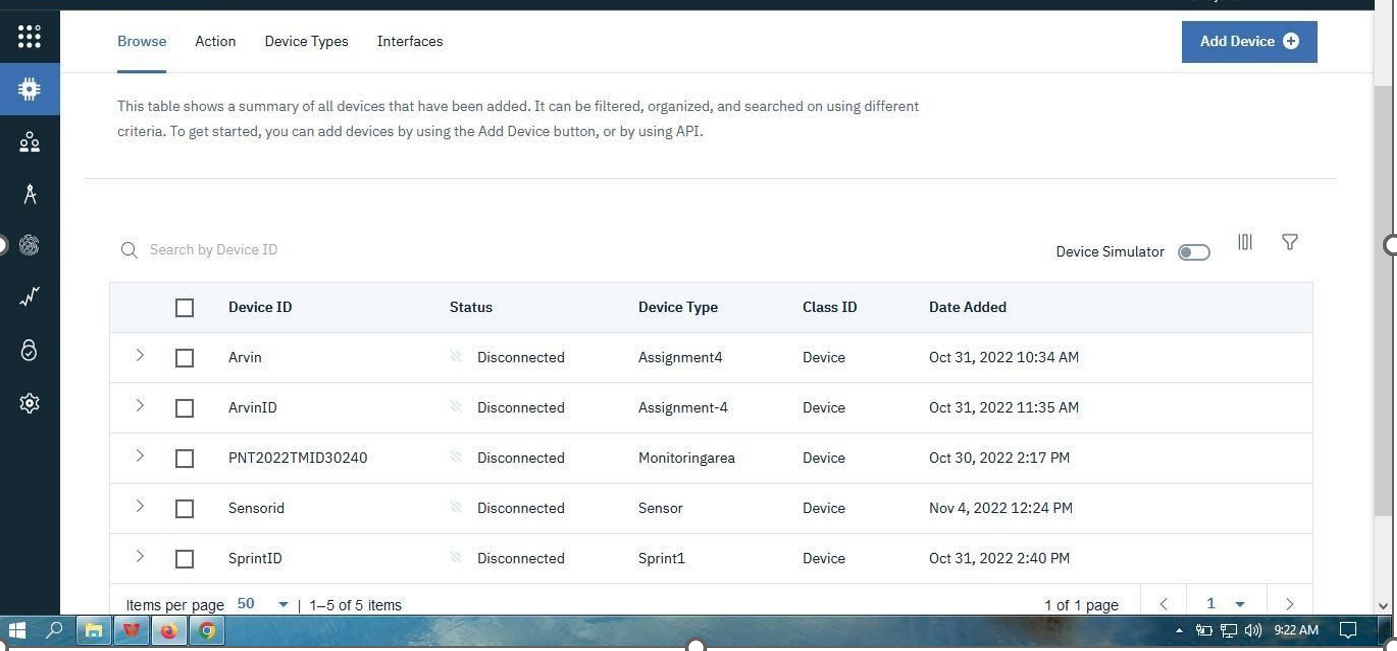 Browse Action Device Types Interfaces Add Device
This table shows a summary of all devices that have been added. It can be filtered, organized, and searched on using different
criteria. To get started, you can add devices by using the Add Device button, or by using API.
Search by Device ID Device Simulator
Device ID Status Device Type Class ID Date Added
Arvin Disconnected Assignment4 Device Oct 31, 2022 10:34 AM
ArvinID Disconnected Assignment-4 Device Oct 31, 2022 11:35 AM
PNT2022TMID30240 Disconnected Monitoringarea Device Oct 30, 2022 2:17 PM
Sensorid Disconnected Sensor Device Nov 4, 2022 12:24 PM
SprintID Disconnected Sprint1 Device Oct 31, 2022 2:40 PM
Items per page 50 | 1–5 of 5 items 1 of 1 page 1
9:22 AM